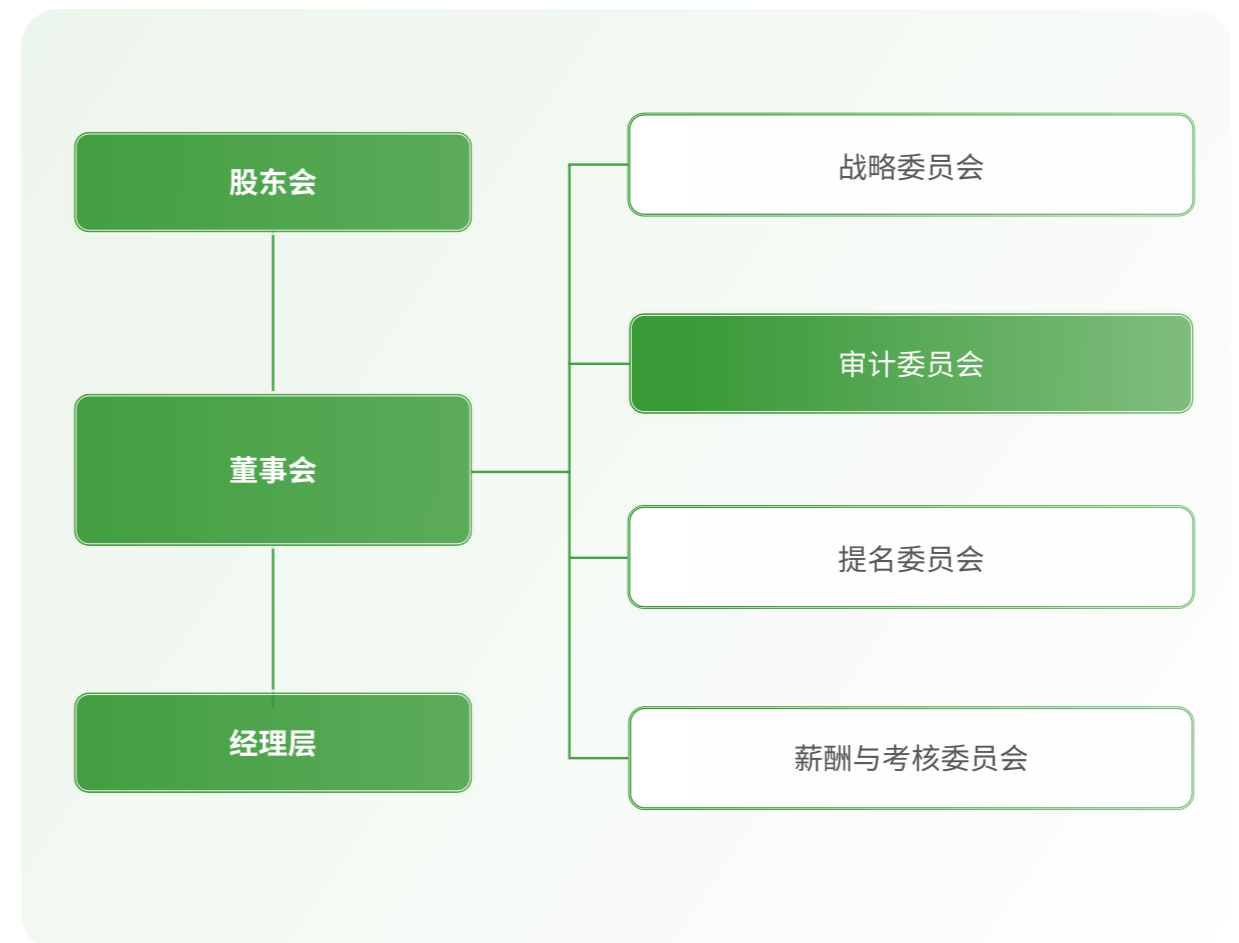 股东会
董事会
经理层
战略委员会
审计委员会
提名委员会
薪酬与考核委员会